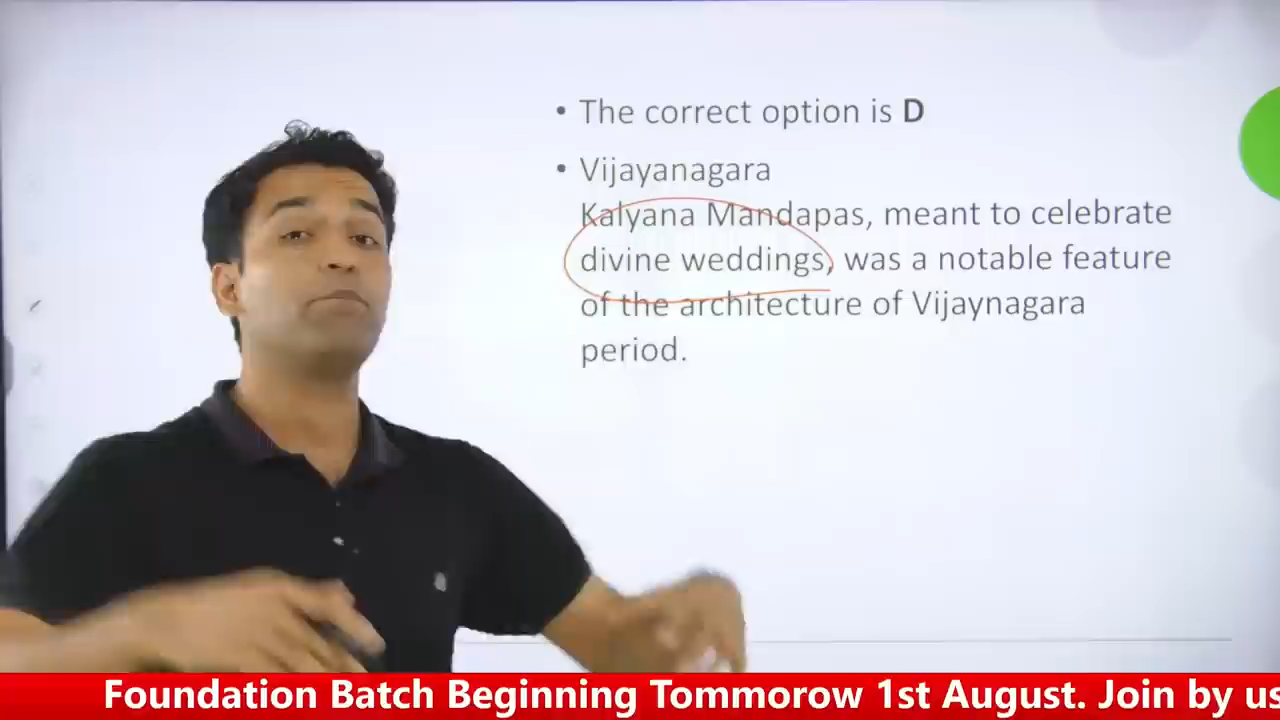 • The correct option is D
• Vijayanagara
Kalyana Mandapas, meant to celebrate
divine weddings, was a notable feature
of the architecture of Vijaynagara
period.
Foundation Batch Beginning Tommorow 1st August. Join by us